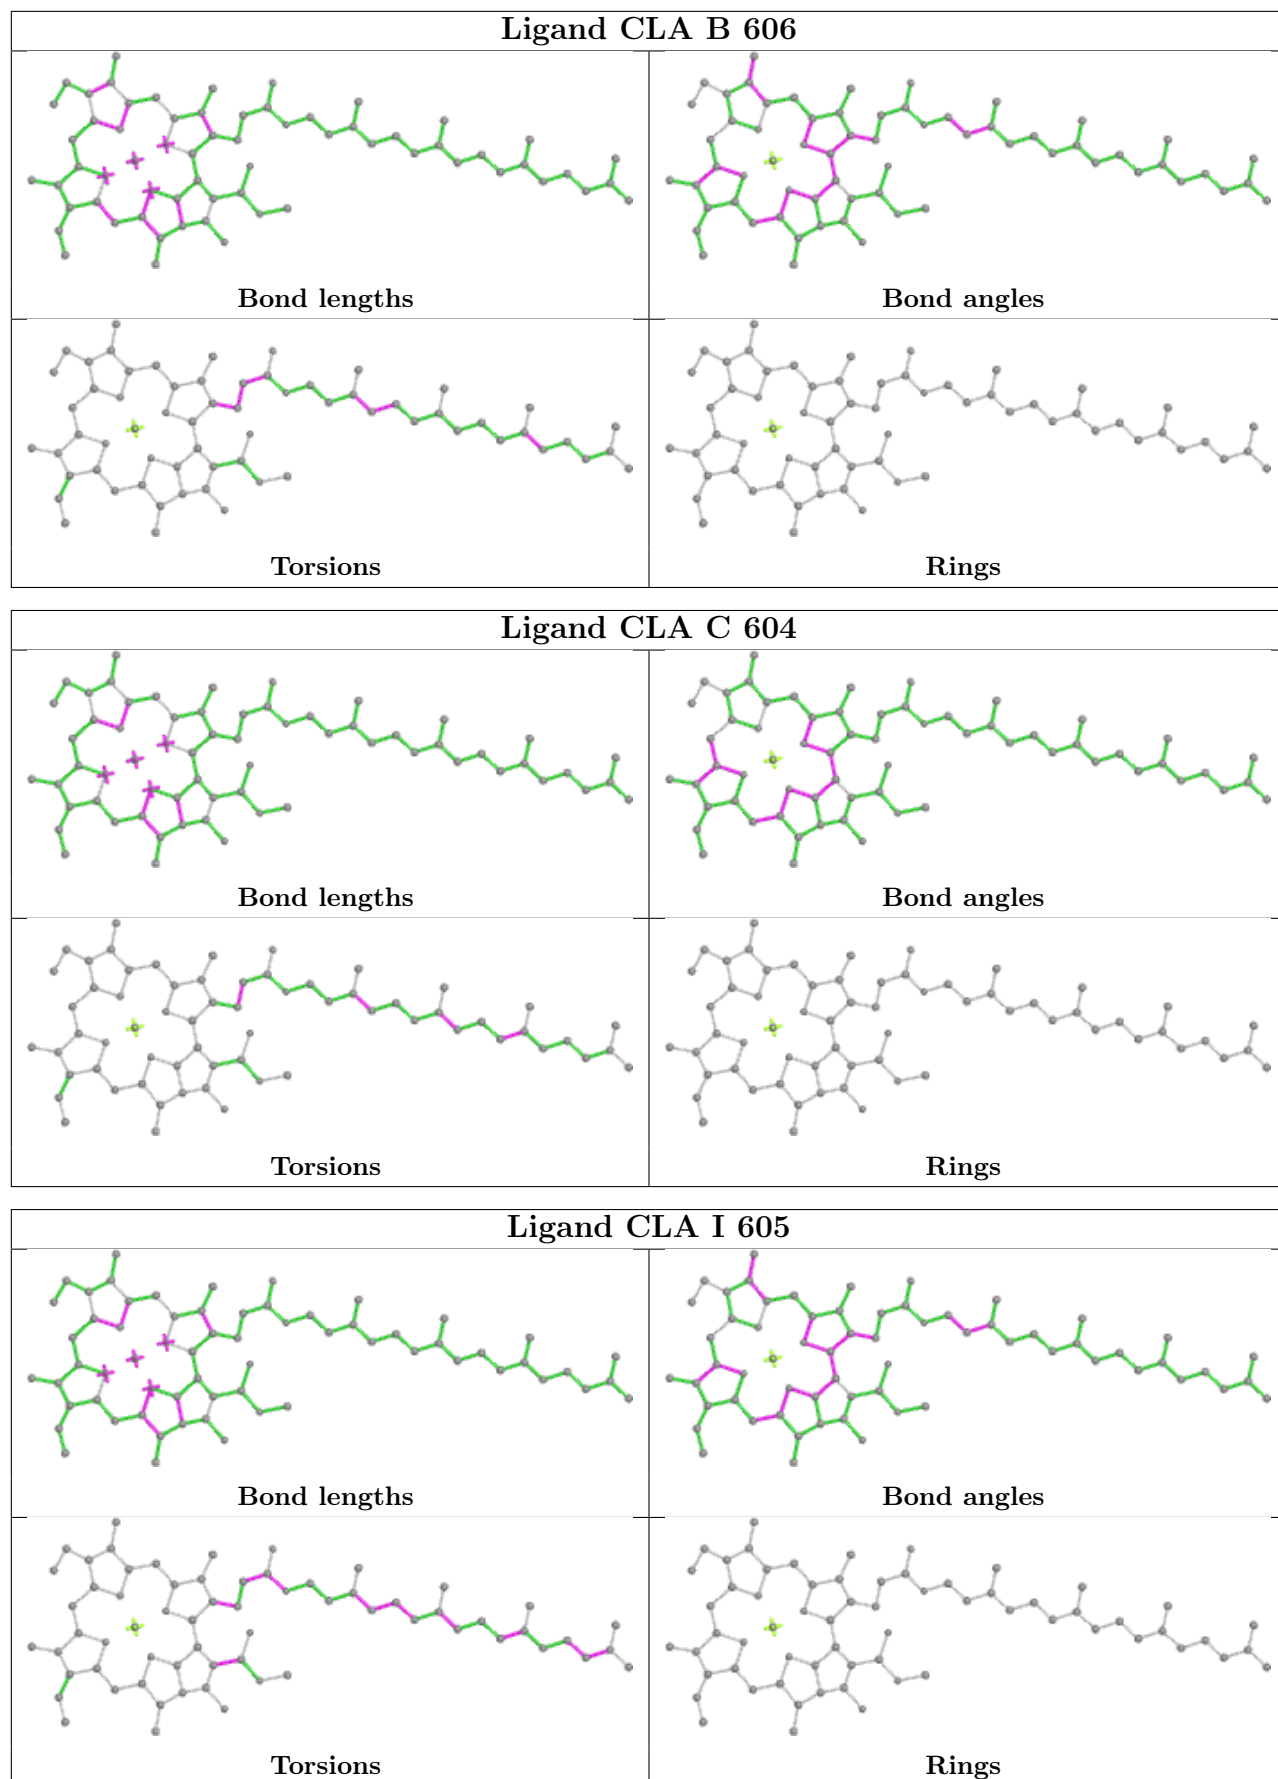 Ligand CLA B 606
Bond lengths
Bond angles
Torsions
Rings
Ligand CLA C 604
Bond lengths
Bond angles
Torsions
Rings
Ligand CLA I 605
Bond lengths
Bond angles
Torsions
Rings